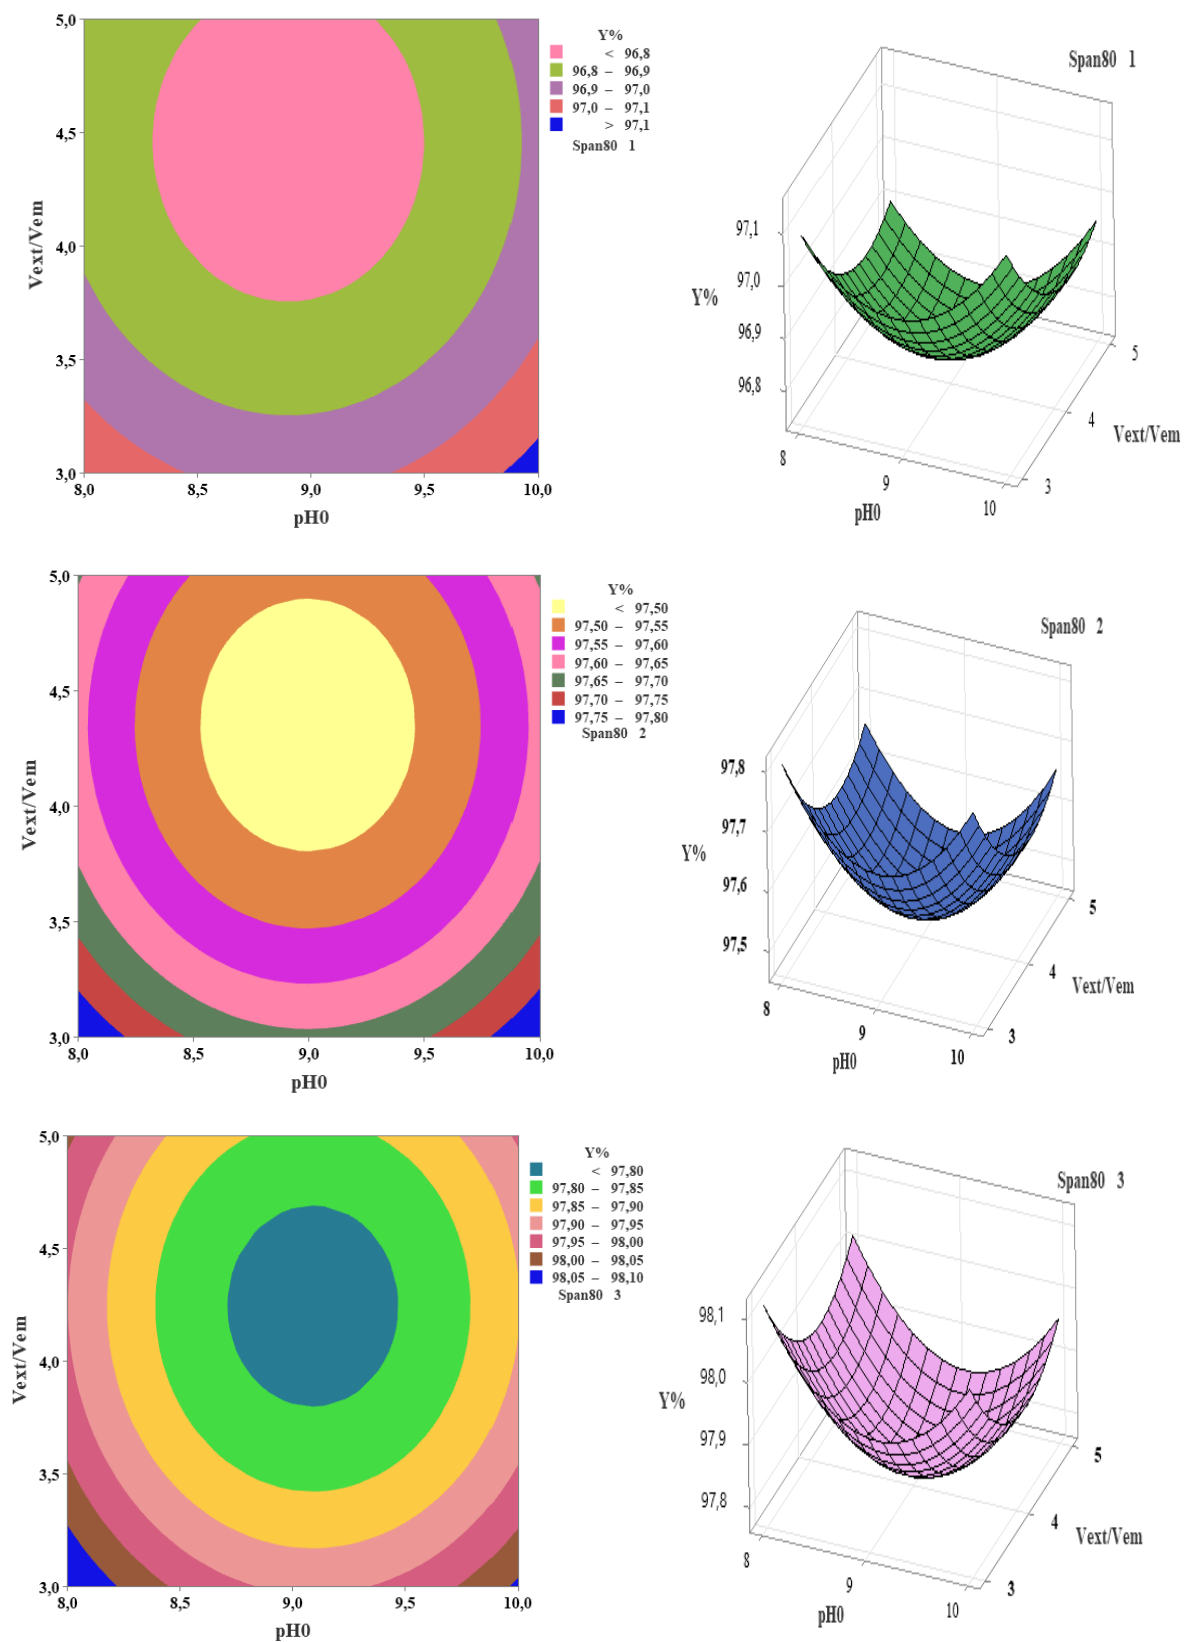 Y%
< 96,8
96,8 – 96,9
96,9 – 97,0
97,0 – 97,1
> 97,1
Span80 1
5,0
4,5
4,0
3,5
3,0
Vext/Vem
8,0 8,5 9,0 9,5 10,0
pH0
Span80 1
97,1
97,0
96,9
96,8
Y%
8 9 10
pH0
3 4 5
Vext/Vem
Y%
< 97,50
97,50 – 97,55
97,55 – 97,60
97,60 – 97,65
97,65 – 97,70
97,70 – 97,75
97,75 – 97,80
Span80 2
5,0
4,5
4,0
3,5
3,0
Vext/Vem
8,0 8,5 9,0 9,5 10,0
pH0
Span80 2
97,8
97,7
97,6
97,5
Y%
8 9 10
pH0
3 4 5
Vext/Vem
Y%
< 97,80
97,80 – 97,85
97,85 – 97,90
97,90 – 97,95
97,95 – 98,00
98,00 – 98,05
98,05 – 98,10
Span80 3
5,0
4,5
4,0
3,5
3,0
Vext/Vem
8,0 8,5 9,0 9,5 10,0
pH0
Span80 3
98,1
98,0
97,9
97,8
Y%
8 9 10
pH0
3 4 5
Vext/Vem